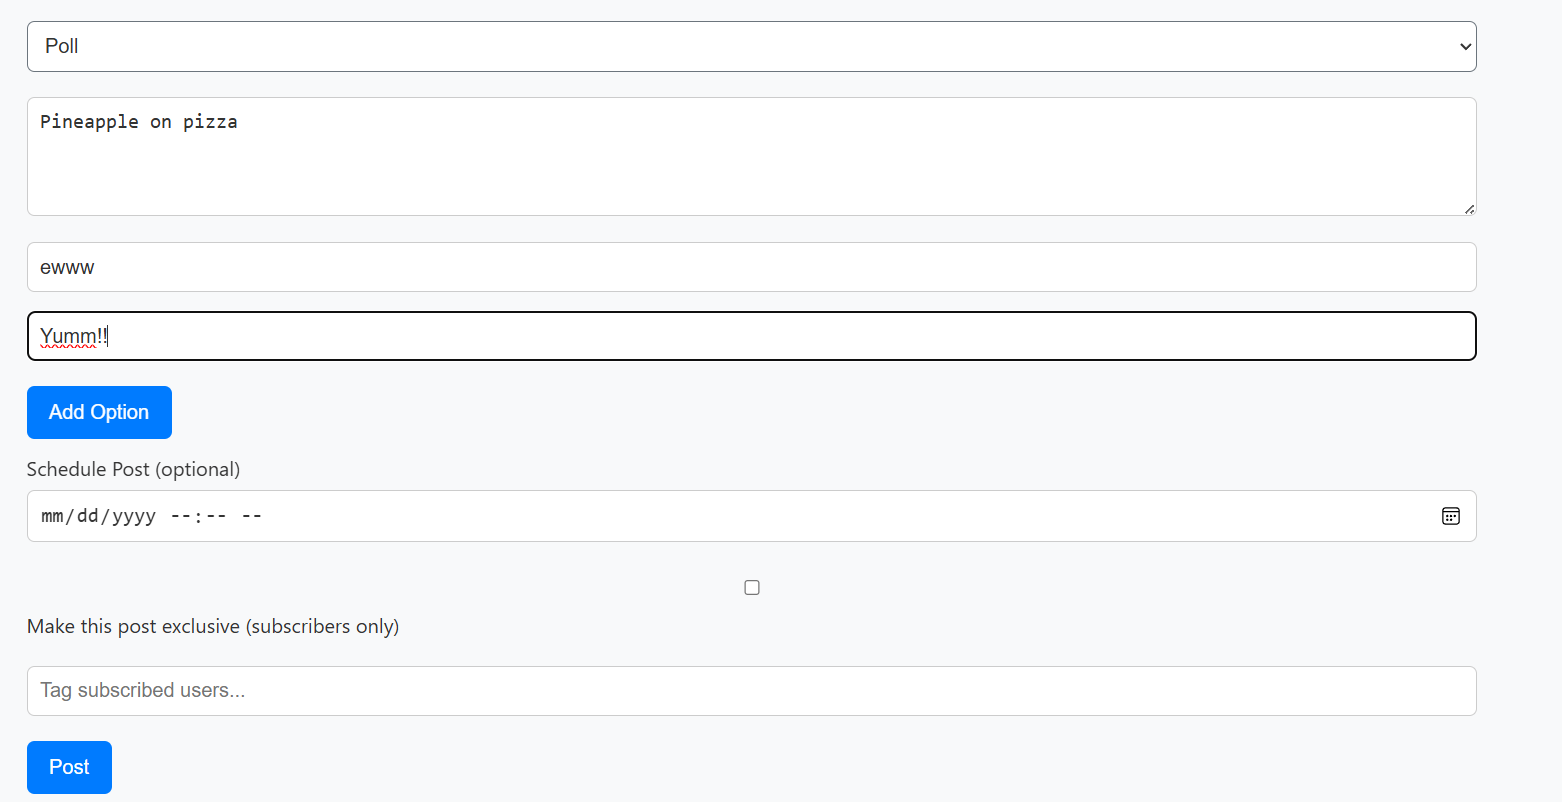 Poll
Pineapple on pizza
ewww
Yumm!!
Add Option
Schedule Post (optional)
mm/dd/yyyy --:-- --
Make this post exclusive (subscribers only)
Tag subscribed users...
Post